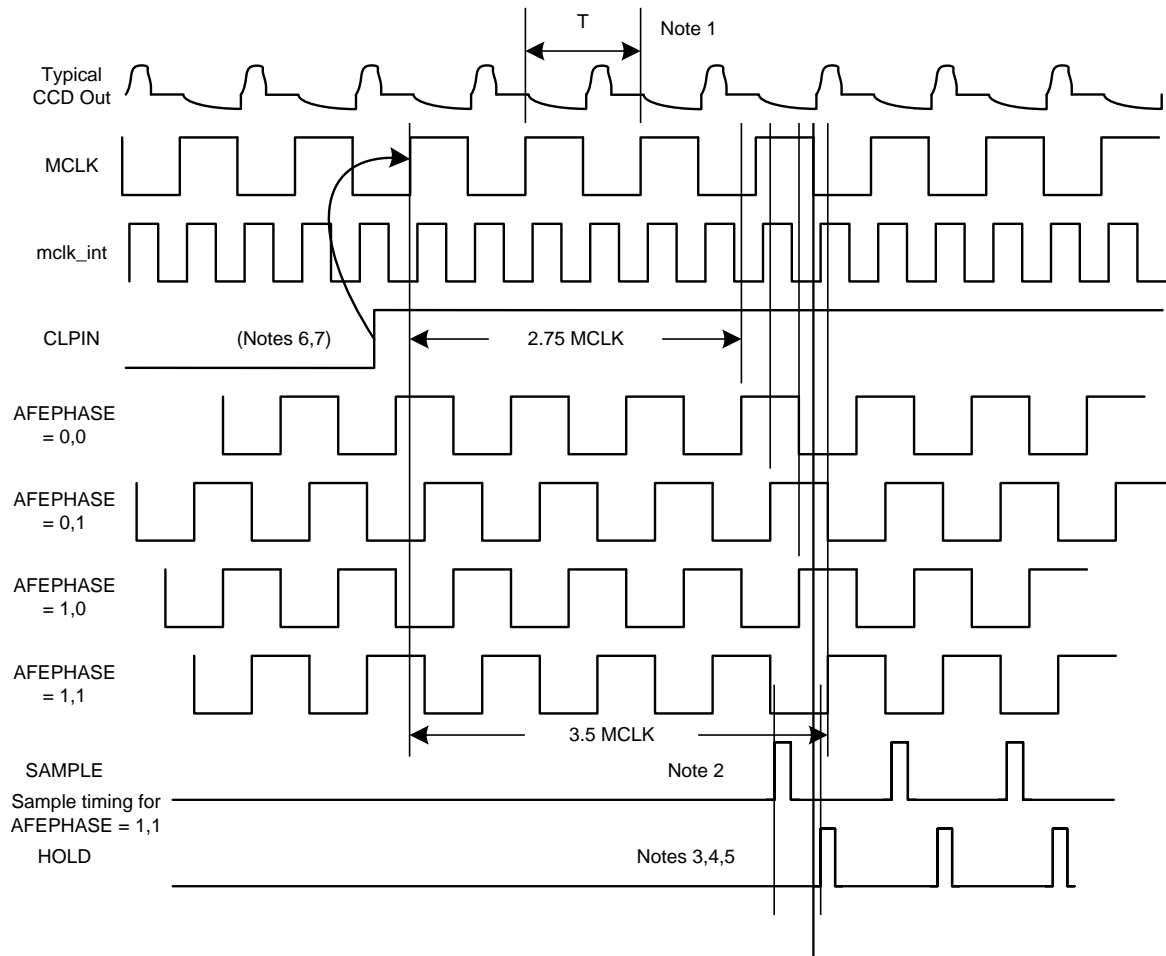 T
Note 1
Typical
CCD Out
MCLK
mclk_int
CLPIN
(Notes 6,7)
2.75 MCLK
AFEPHASE
= 0,0
AFEPHASE
= 0,1
AFEPHASE
= 1,0
AFEPHASE
= 1,1
3.5 MCLK
SAMPLE
Note 2
Sample timing for
AFEPHASE = 1,1
HOLD
Notes 3,4,5